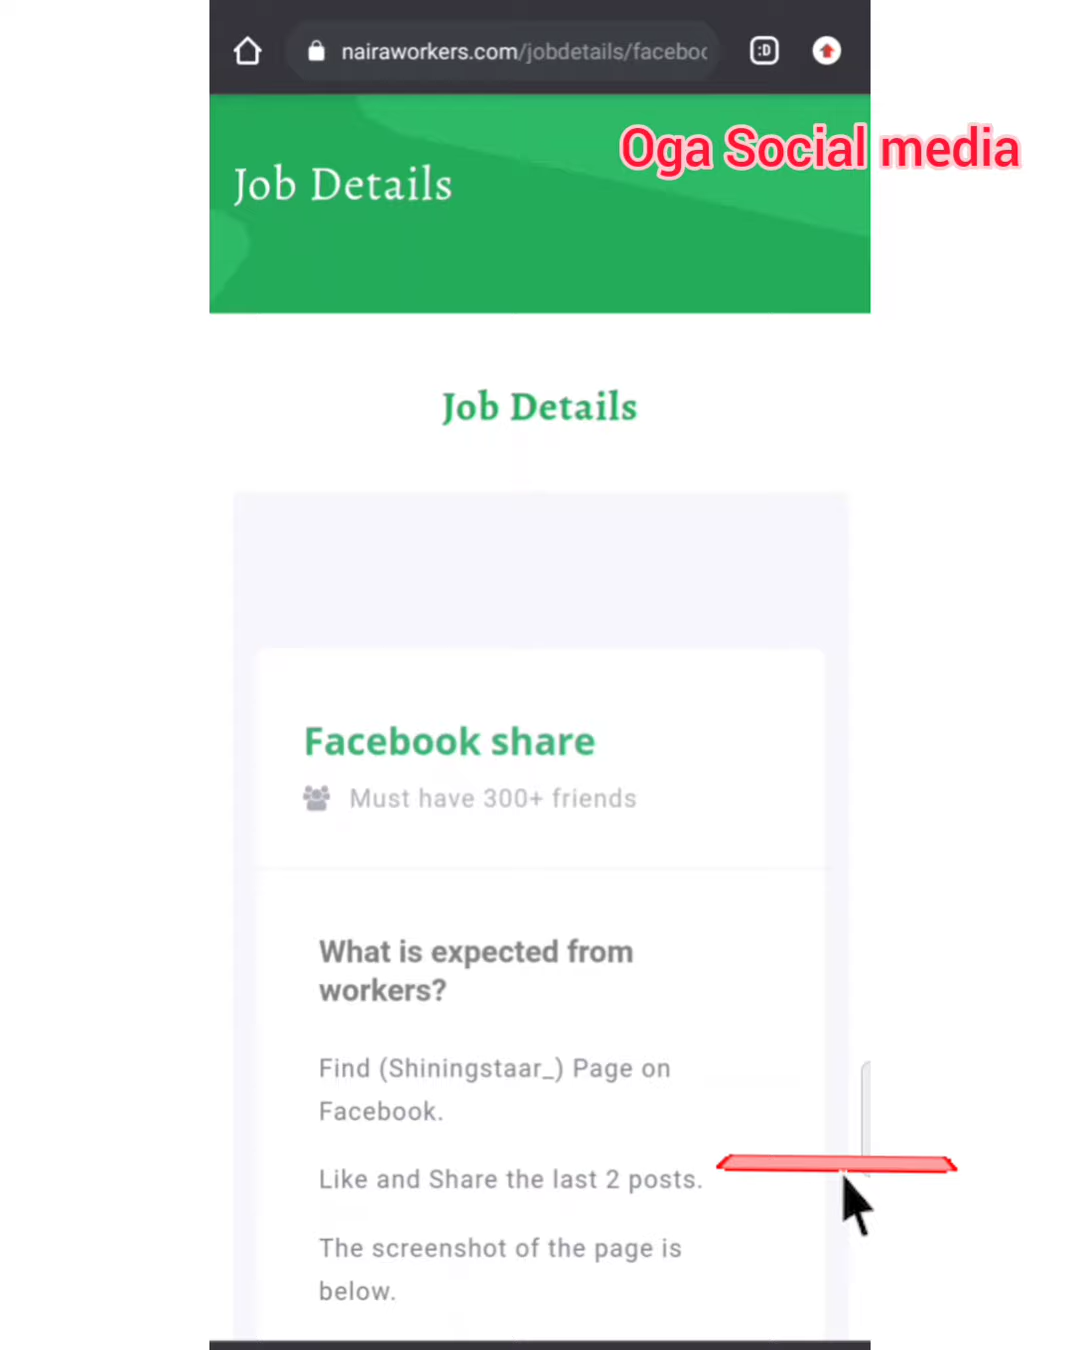 nairaworkers.com/jobdetails/faceboo
:D
Oga Social media
Job Details
Job Details
Facebook share
Must have 300+ friends
What is expected from
workers?
Find (Shiningstaar_) Page on
Facebook.
Like and Share the last 2 posts.
The screenshot of the page is
below.